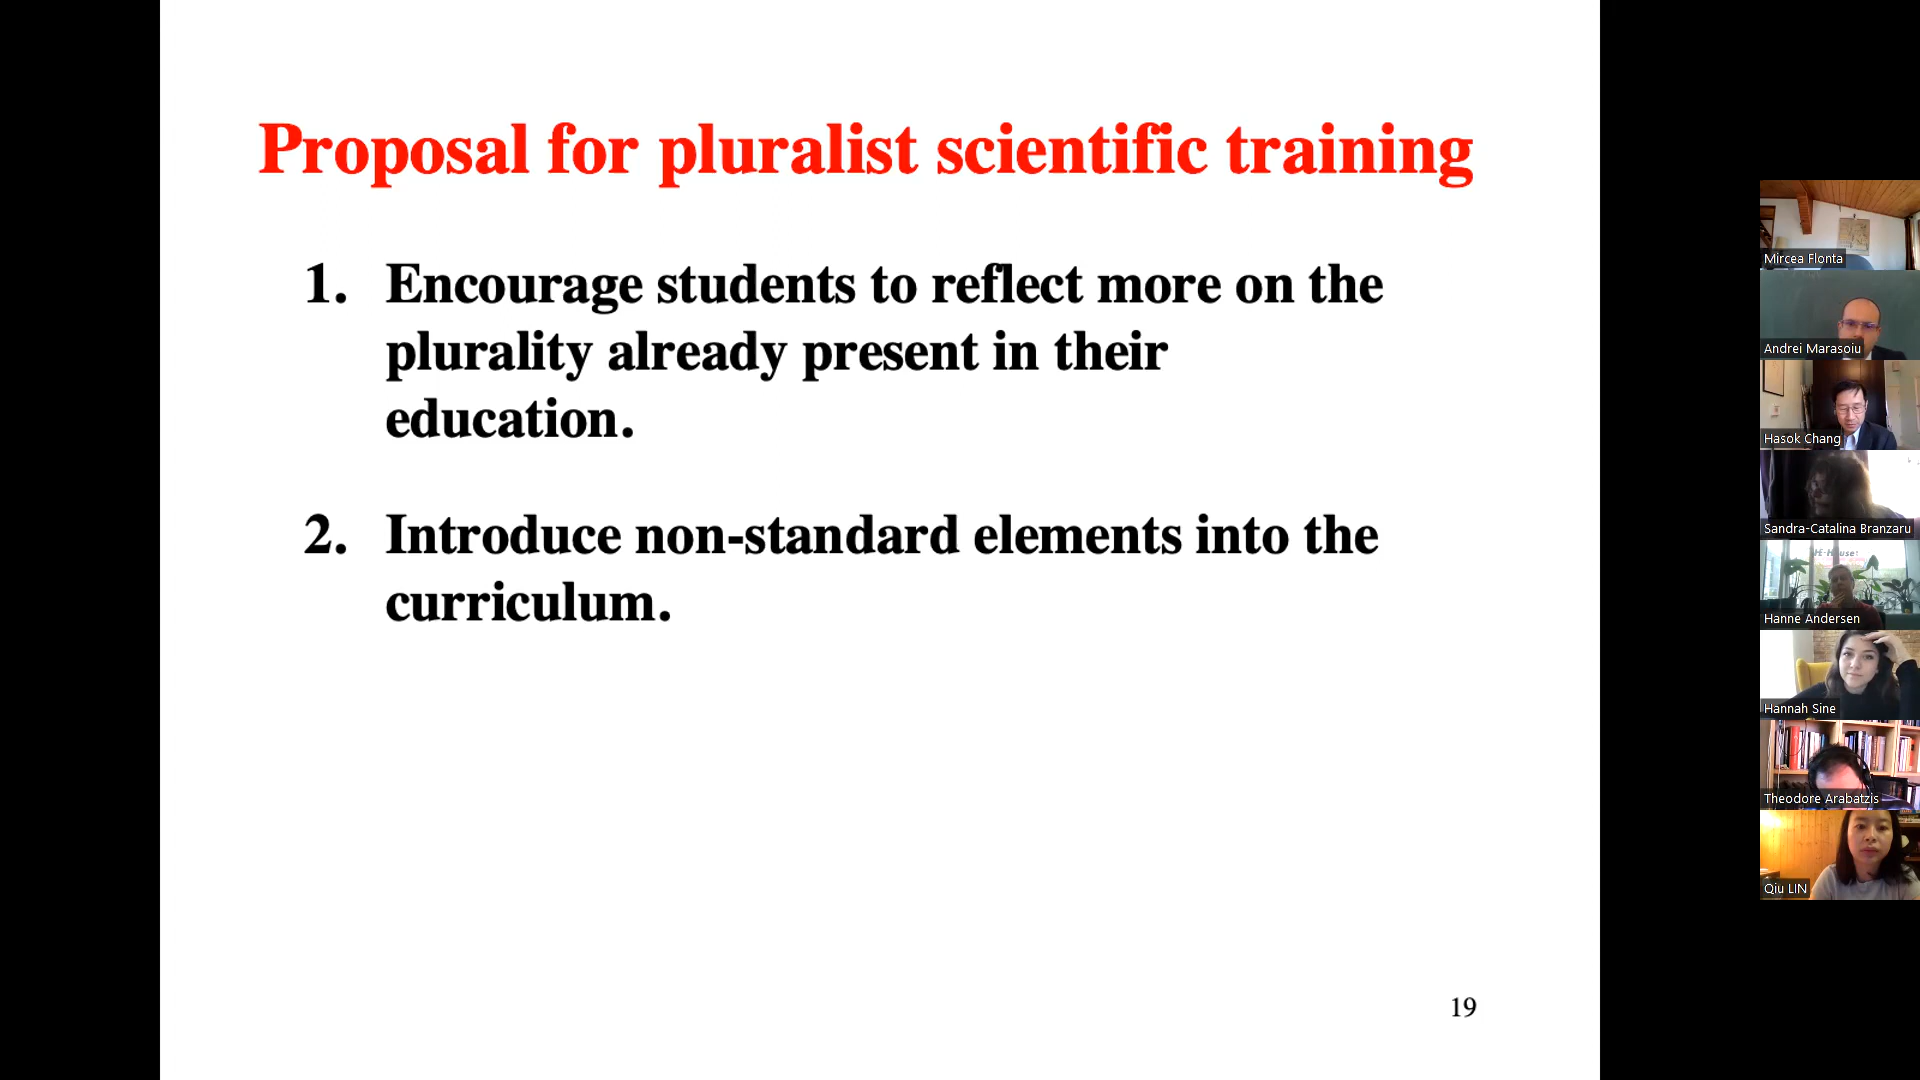 Proposal for pluralist scientific training
1. Encourage students to reflect more on the
plurality already present in their
education.
2. Introduce non-standard elements into the
curriculum.
19
Mircea Flonta
Andrei Marasoiu
Hasok Chang
Sandra-Catalina Branzaru
Hanne Andersen
Hannah Sine
Theodore Arabatzis
Qiu LIN